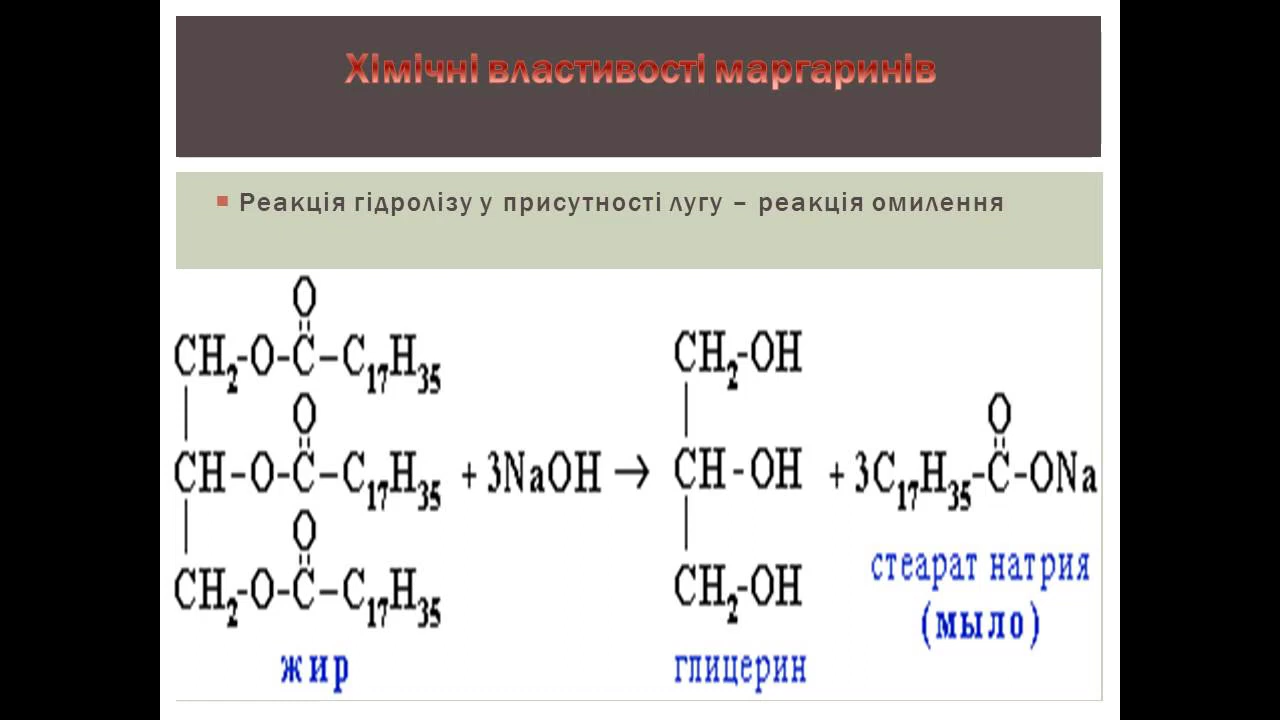 Хімічні властивості маргаринів
Реакція гідролізу у присутності лугу – реакція омилення
O
CH₂-O-C–C₁₇H₃₅
O
CH-O-C–C₁₇H₃₅
O
CH₂-O-C–C₁₇H₃₅
жир
+ 3NaOH →
CH₂-OH
CH-OH
CH₂-OH
глицерин
O
+ 3C₁₇H₃₅-C-ONa
стеарат натрия
(мыло)